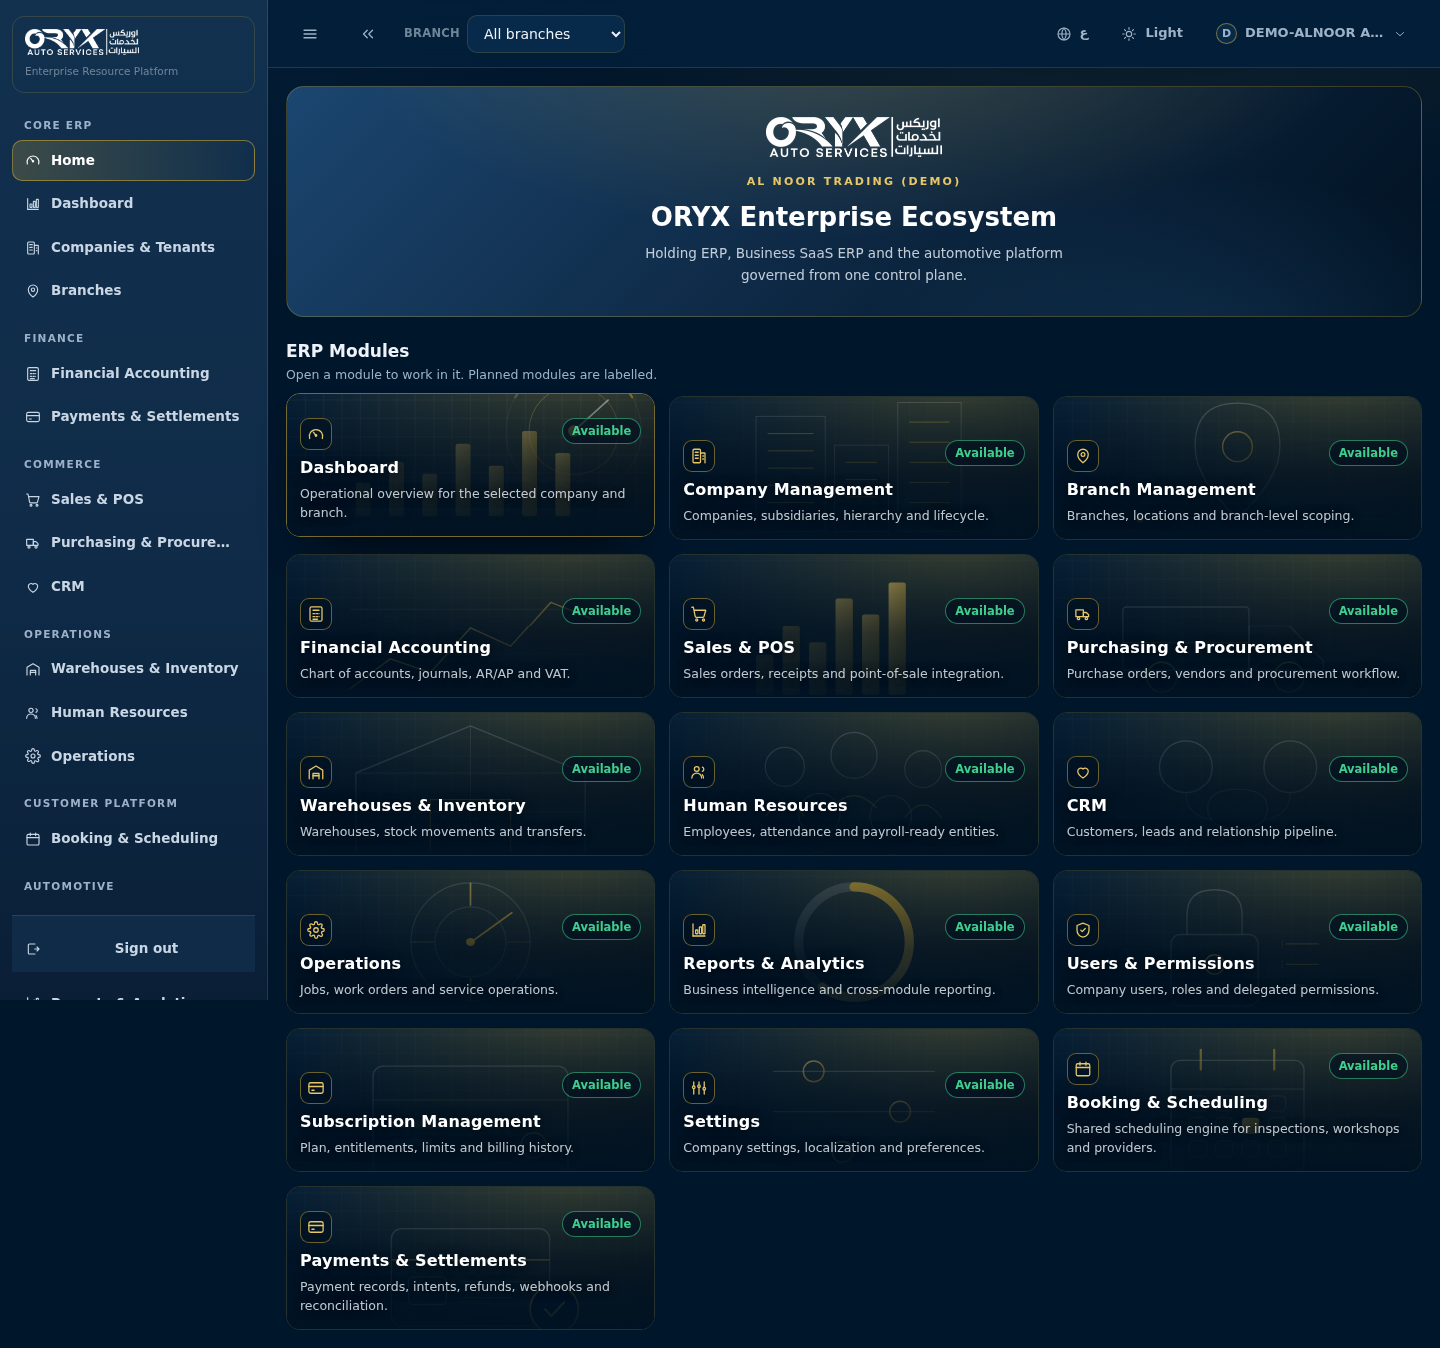 ORYX
AUTO SERVICES
اوريكس
لخدمات
السيارات
Enterprise Resource Platform
CORE ERP
Home
Dashboard
Companies & Tenants
Branches
FINANCE
Financial Accounting
Payments & Settlements
COMMERCE
Sales & POS
Purchasing & Procure...
CRM
OPERATIONS
Warehouses & Inventory
Human Resources
Operations
CUSTOMER PLATFORM
Booking & Scheduling
AUTOMOTIVE
Sign out
BRANCH
All branches
ع
Light
D
DEMO-ALNOOR A...
ORYX
AUTO SERVICES
اوريكس
لخدمات
السيارات
AL NOOR TRADING (DEMO)
ORYX Enterprise Ecosystem
Holding ERP, Business SaaS ERP and the automotive platform
governed from one control plane.
ERP Modules
Open a module to work in it. Planned modules are labelled.
Available
Dashboard
Operational overview for the selected company and
branch.
Available
Company Management
Companies, subsidiaries, hierarchy and lifecycle.
Available
Branch Management
Branches, locations and branch-level scoping.
Available
Financial Accounting
Chart of accounts, journals, AR/AP and VAT.
Available
Sales & POS
Sales orders, receipts and point-of-sale integration.
Available
Purchasing & Procurement
Purchase orders, vendors and procurement workflow.
Available
Warehouses & Inventory
Warehouses, stock movements and transfers.
Available
Human Resources
Employees, attendance and payroll-ready entities.
Available
CRM
Customers, leads and relationship pipeline.
Available
Operations
Jobs, work orders and service operations.
Available
Reports & Analytics
Business intelligence and cross-module reporting.
Available
Users & Permissions
Company users, roles and delegated permissions.
Available
Subscription Management
Plan, entitlements, limits and billing history.
Available
Settings
Company settings, localization and preferences.
Available
Booking & Scheduling
Shared scheduling engine for inspections, workshops
and providers.
Available
Payments & Settlements
Payment records, intents, refunds, webhooks and
reconciliation.